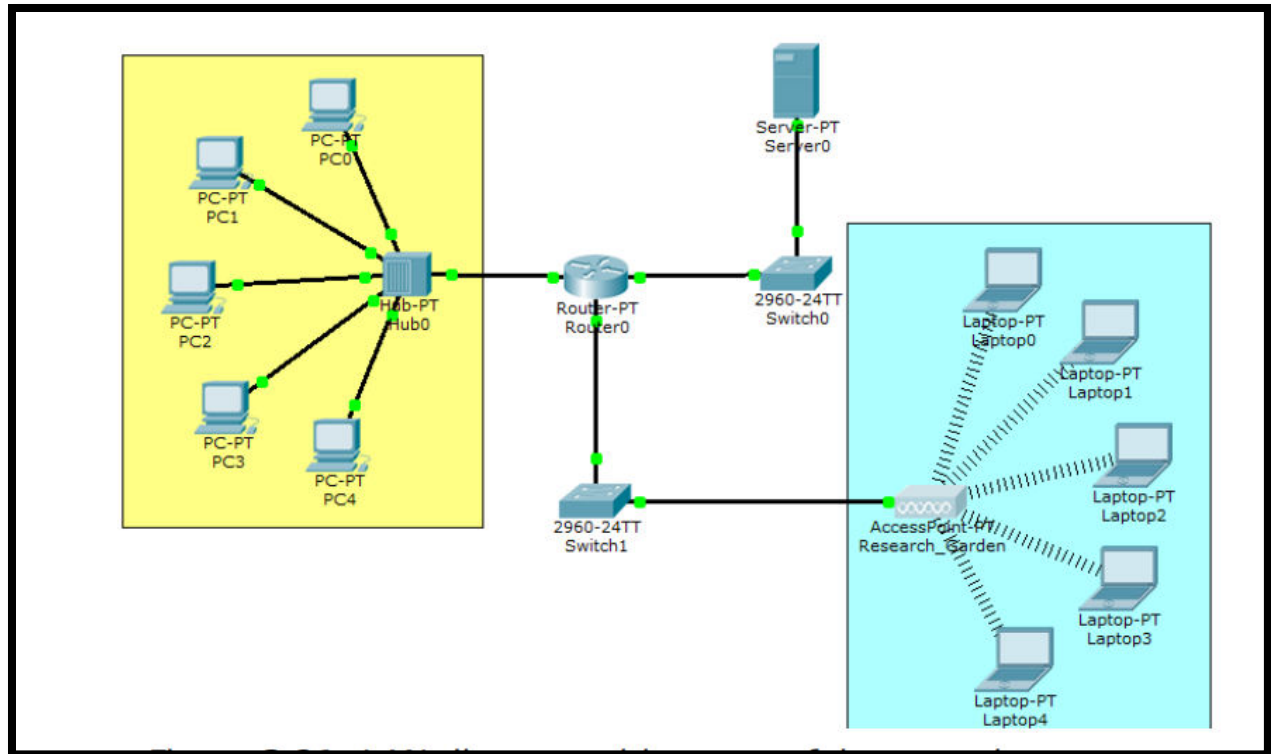 PC-PT
PC0
PC-PT
PC1
PC-PT
PC2
PC-PT
PC3
PC-PT
PC4
Hub-PT
Hub0
Router-PT
Router0
Server-PT
Server0
2960-24TT
Switch0
2960-24TT
Switch1
AccessPoint-PT
Research_Garden
Laptop-PT
Laptop0
Laptop-PT
Laptop1
Laptop-PT
Laptop2
Laptop-PT
Laptop3
Laptop-PT
Laptop4